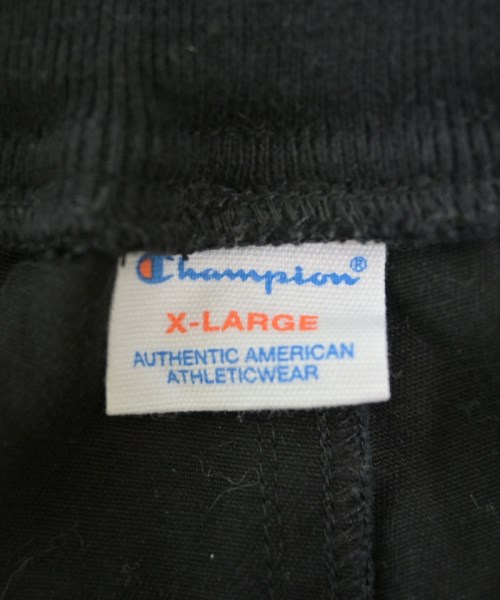 Champion®
X-LARGE
AUTHENTIC AMERICAN
ATHLETICWEAR